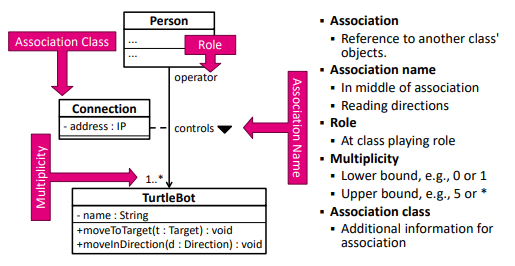 Person
...
...
Association Class
Role
operator
Connection
- address : IP
controls
Association Name
Multiplicity
1..*
TurtleBot
- name : String
+moveToTarget(t : Target) : void
+moveInDirection(d : Direction) : void
▪ Association
▪ Reference to another class'
objects.
▪ Association name
▪ In middle of association
▪ Reading directions
▪ Role
▪ At class playing role
▪ Multiplicity
▪ Lower bound, e.g., 0 or 1
▪ Upper bound, e.g., 5 or *
▪ Association class
▪ Additional information for
association